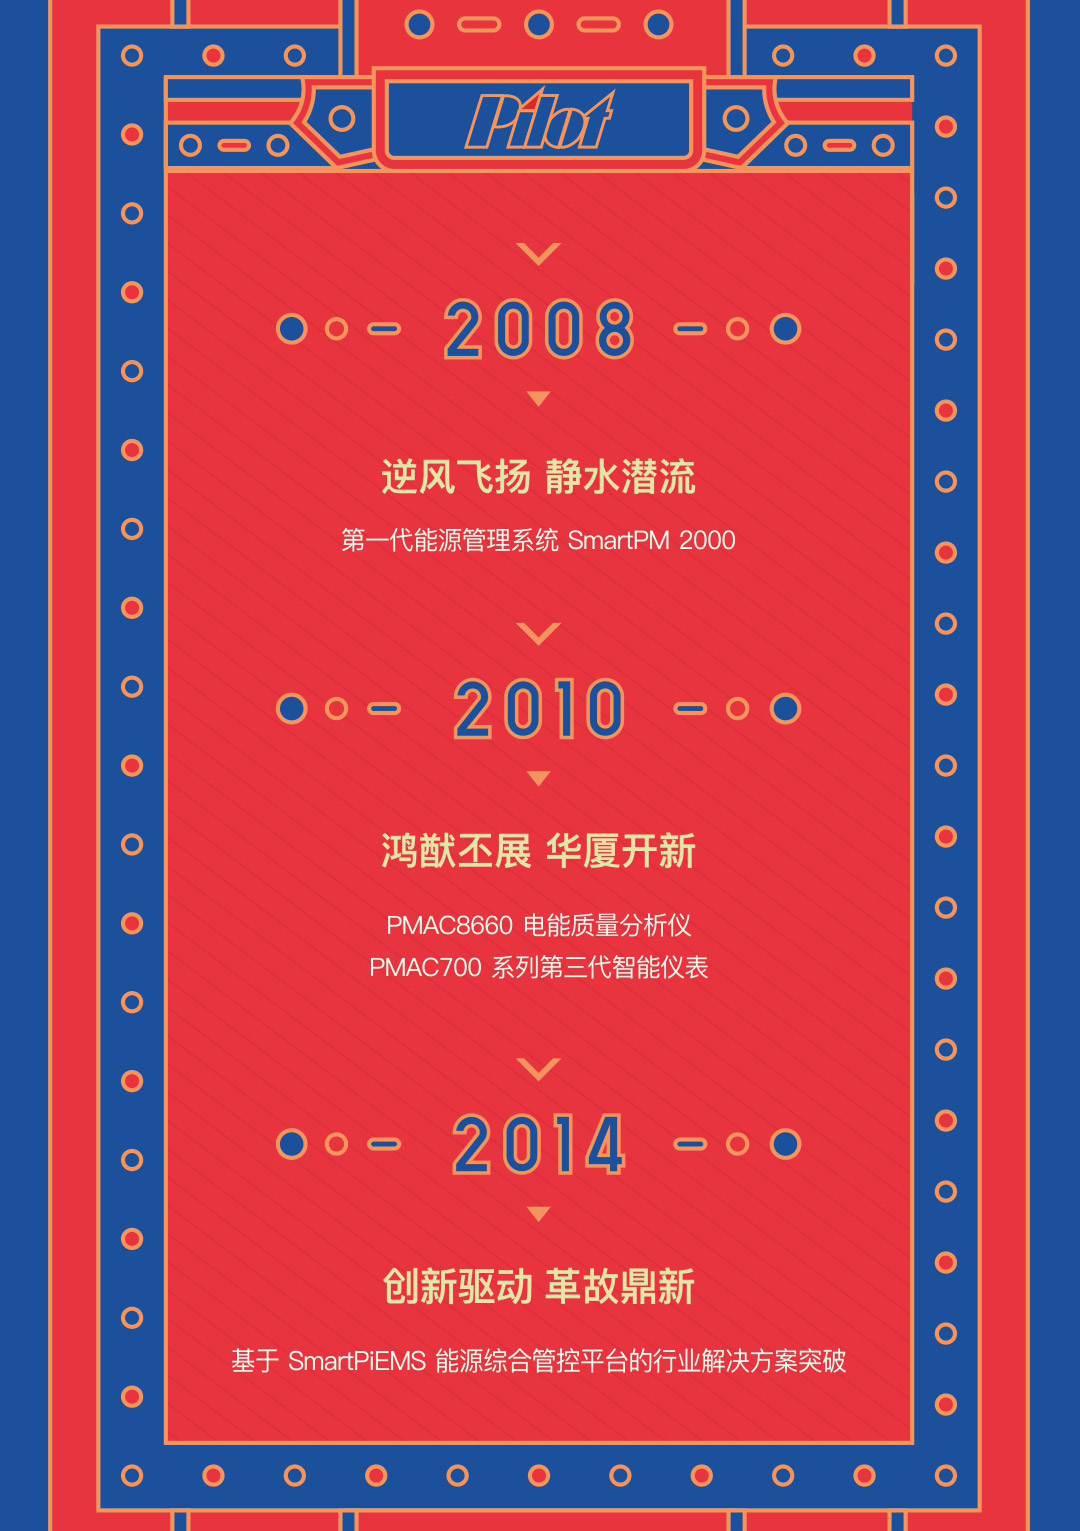 Pilot
2008
逆风飞扬 静水潜流
第一代能源管理系统 SmartPM 2000
2010
鸿猷丕展 华厦开新
PMAC8660 电能质量分析仪
PMAC700 系列第三代智能仪表
2014
创新驱动 革故鼎新
基于 SmartPiEMS 能源综合管控平台的行业解决方案突破